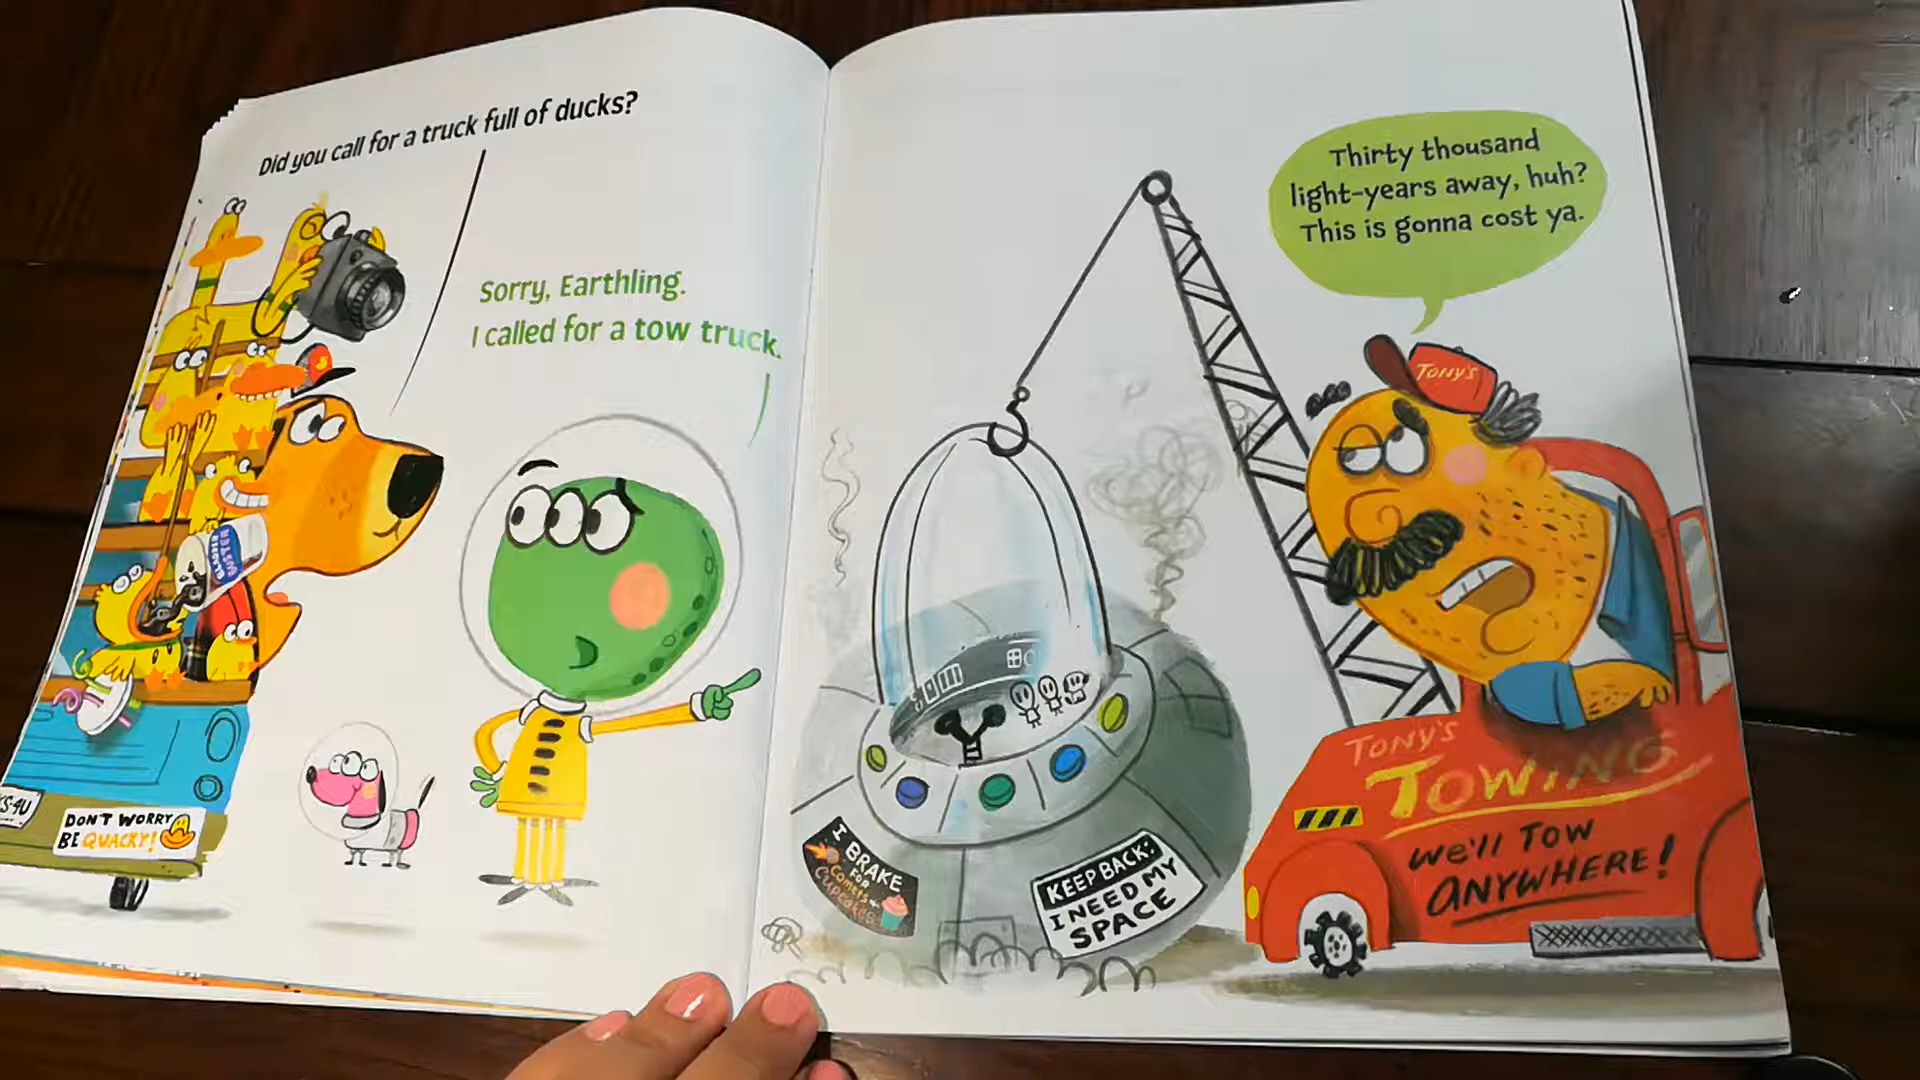 Did you call for a truck full of ducks?
Sorry, Earthling.
I called for a tow truck.
DON'T WORRY
BE QUACKY!
Thirty thousand
light-years away, huh?
This is gonna cost ya.
TONY'S
TONY'S
TOWING
WE'll TOW
ANYWHERE!
I
BRAKE
FOR
Comets +
Cupcakes
KEEP BACK:
I NEED MY
SPACE